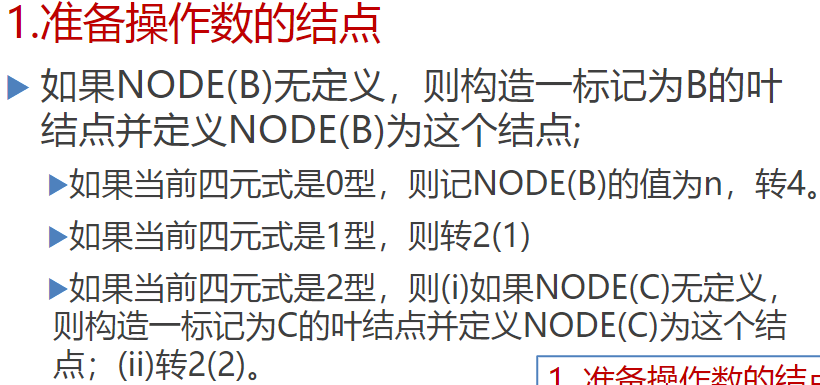 1.准备操作数的结点
如果NODE(B)无定义，则构造一标记为B的叶
结点并定义NODE(B)为这个结点;
如果当前四元式是0型，则记NODE(B)的值为n，转4。
如果当前四元式是1型，则转2(1)
如果当前四元式是2型，则(i)如果NODE(C)无定义，
则构造一标记为C的叶结点并定义NODE(C)为这个结
点；(ii)转2(2)。
1. 准备操作数的结点